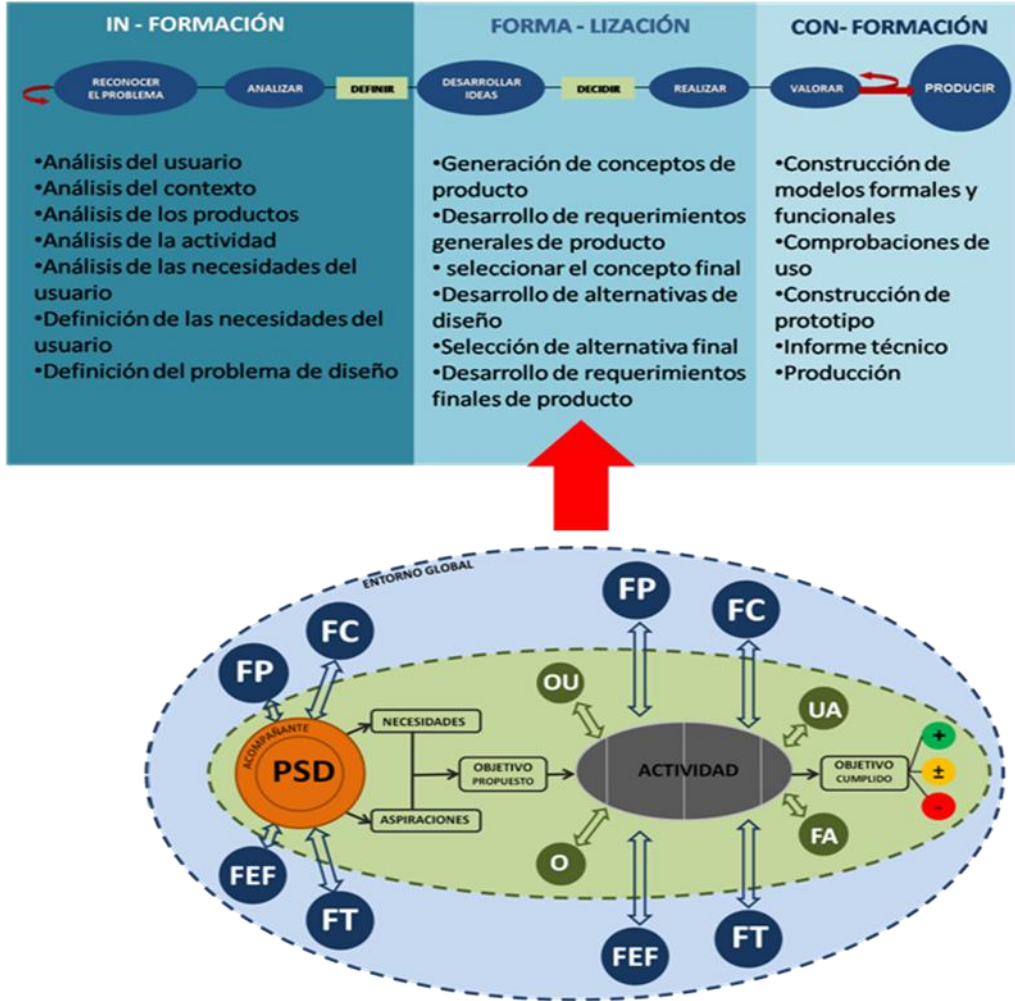 IN - FORMACIÓN
RECONOCER
EL PROBLEMA
ANALIZAR
DEFINIR
•Análisis del usuario
•Análisis del contexto
•Análisis de los productos
•Análisis de la actividad
•Análisis de las necesidades del
usuario
•Definición de las necesidades del
usuario
•Definición del problema de diseño
FORMA - LIZACIÓN
DESARROLLAR
IDEAS
DECIDIR
REALIZAR
•Generación de conceptos de
producto
•Desarrollo de requerimientos
generales de producto
• seleccionar el concepto final
•Desarrollo de alternativas de
diseño
•Selección de alternativa final
•Desarrollo de requerimientos
finales de producto
CON- FORMACIÓN
VALORAR
PRODUCIR
•Construcción de
modelos formales y
funcionales
•Comprobaciones de
uso
•Construcción de
prototipo
•Informe técnico
•Producción
ENTORNO GLOBAL
FP
FC
FP
FC
OU
UA
ACOMPAÑANTE
PSD
NECESIDADES
ASPIRACIONES
OBJETIVO
PROPUESTO
ACTIVIDAD
OBJETIVO
CUMPLIDO
+
±
-
O
FA
FEF
FT
FEF
FT